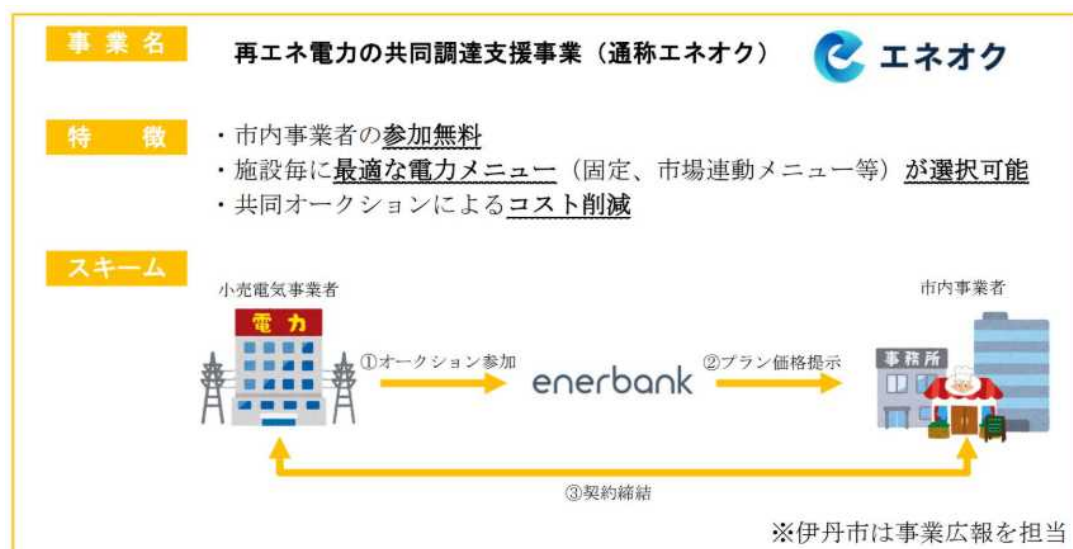 事業名
再エネ電力の共同調達支援事業（通称エネオク）
エネオク
特徴
・市内事業者の参加無料
・施設毎に最適な電力メニュー（固定、市場連動メニュー等）が選択可能
・共同オークションによるコスト削減
スキーム
小売電気事業者
市内事業者
電力
①オークション参加
enerbank
②プラン価格提示
事務所
③契約締結
※伊丹市は事業広報を担当